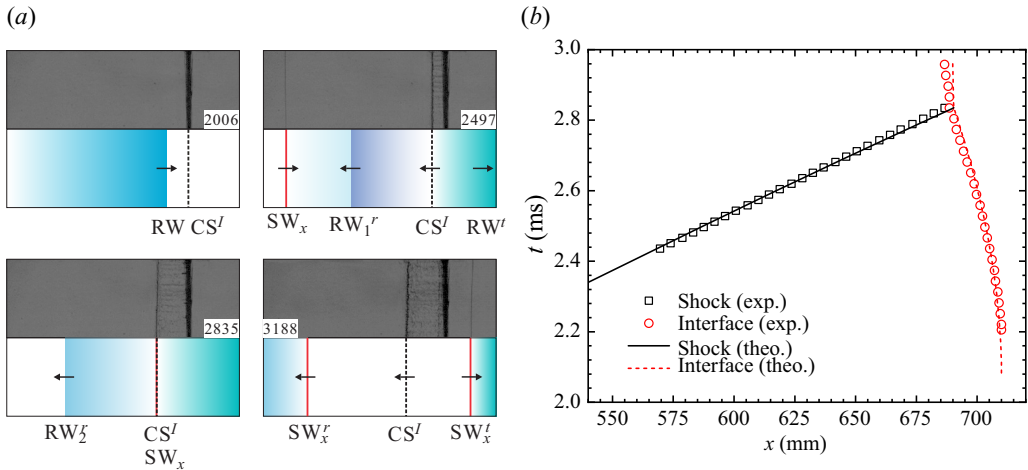 (a)
2006
RW CS^I
2497
SW_x RW_1^r CS^I RW^t
2835
RW_2^r CS^I
SW_x
3188
SW_x^r CS^I SW_x^t
(b)
3.0
2.8
2.6
2.4
2.2
2.0
t (ms)
550 575 600 625 650 675 700
x (mm)
Shock (exp.)
Interface (exp.)
Shock (theo.)
Interface (theo.)